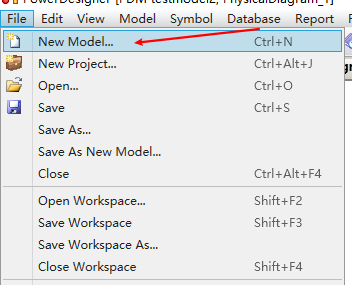 PowerDesigner [PDM testmodel2, PhysicalDiagram_1]
File Edit View Model Symbol Database Report
New Model... Ctrl+N
New Project... Ctrl+Alt+J
Open... Ctrl+O
Save Ctrl+S
Save As...
Save As New Model...
Close Ctrl+Alt+F4
Open Workspace... Shift+F2
Save Workspace Shift+F3
Save Workspace As...
Close Workspace Shift+F4